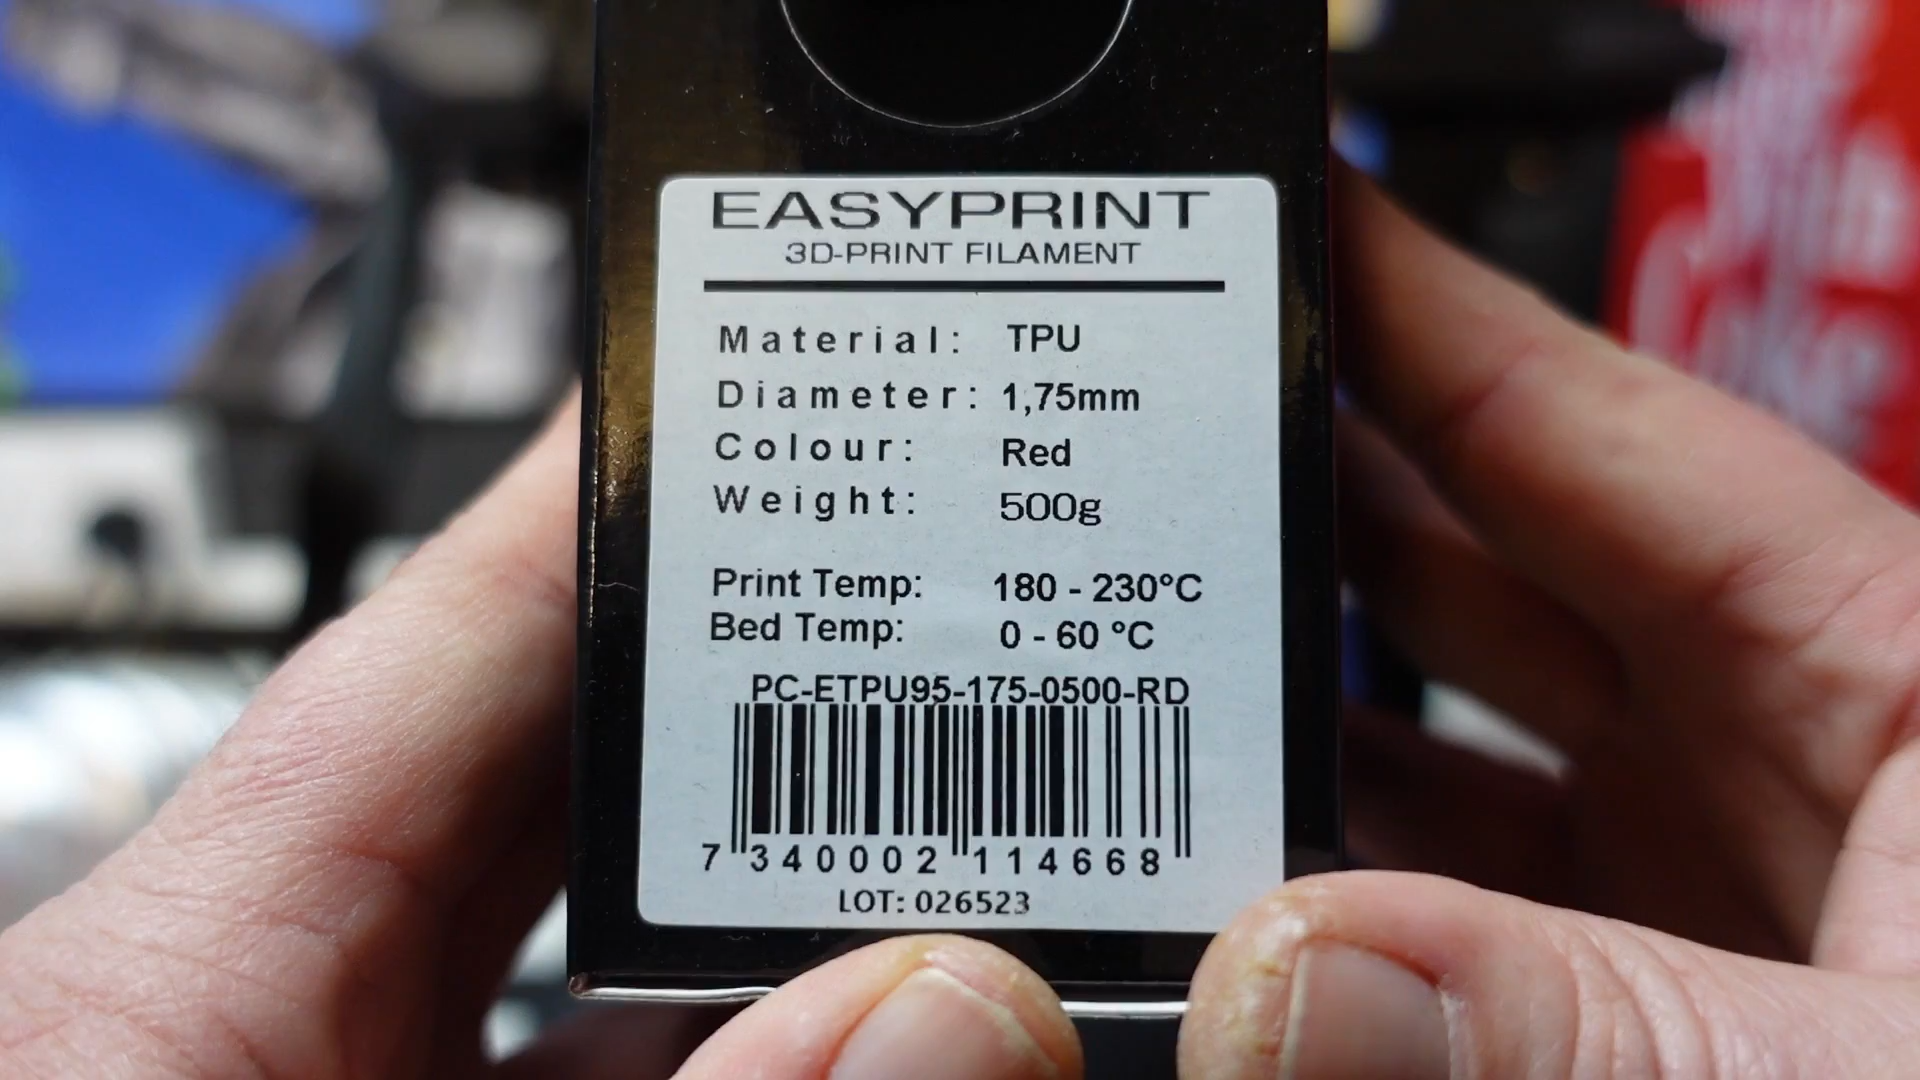 EASYPRINT
3D-PRINT FILAMENT
Material: TPU
Diameter: 1,75mm
Colour: Red
Weight: 500g
Print Temp: 180 - 230°C
Bed Temp: 0 - 60 °C
PC-ETPU95-175-0500-RD
7 340002 114668
LOT: 026523